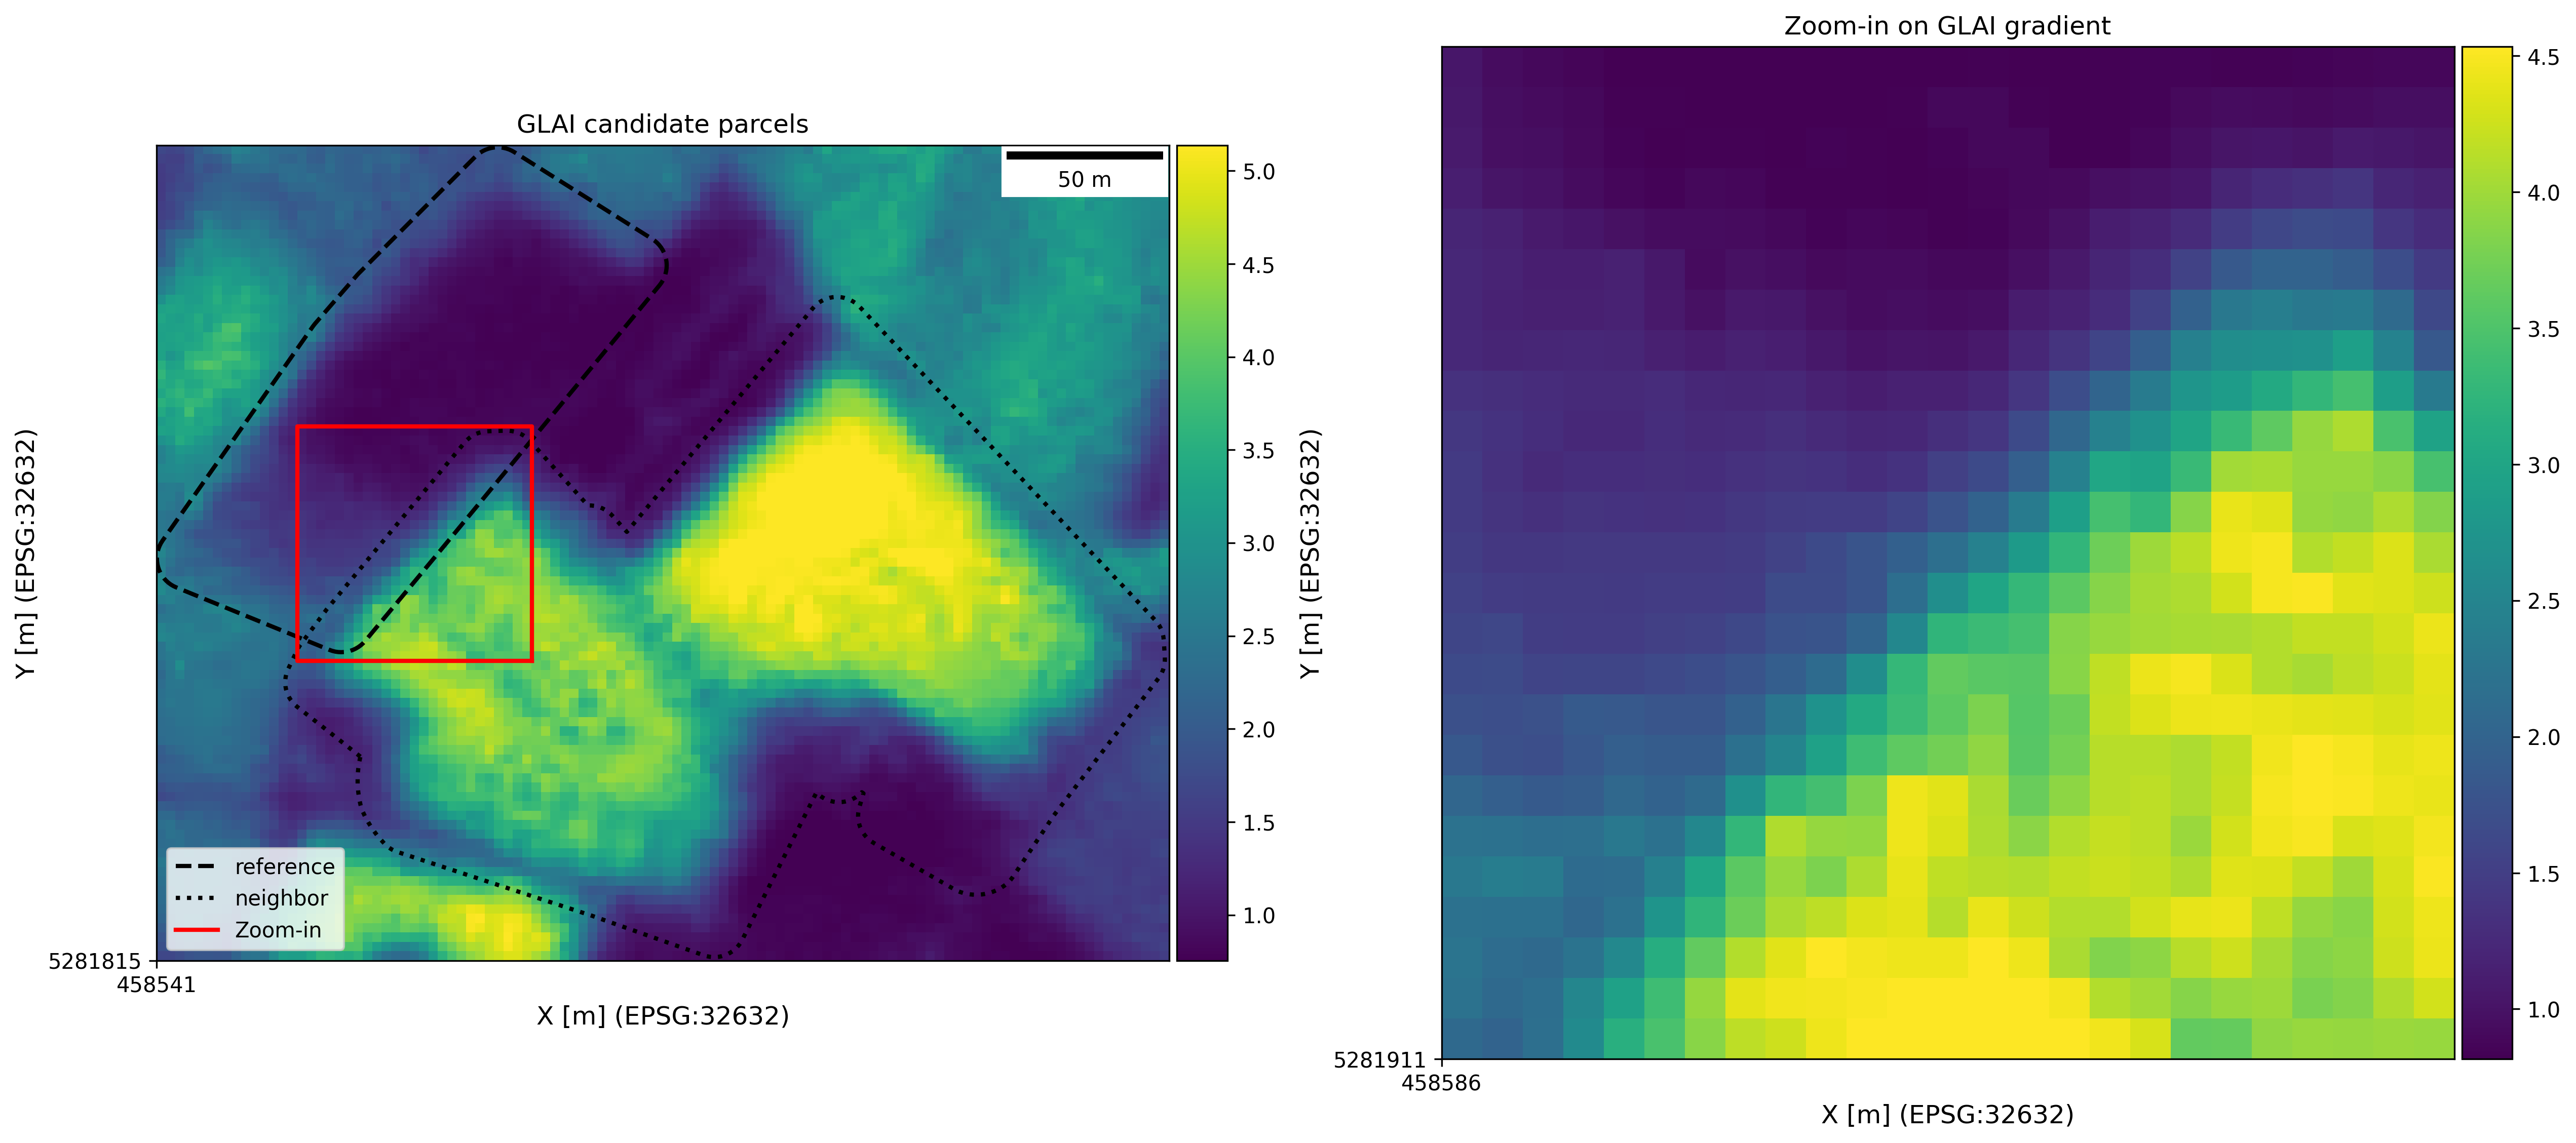 GLAI candidate parcels
50 m
5.0
4.5
4.0
3.5
3.0
2.5
2.0
1.5
1.0
Y [m] (EPSG:32632)
reference
neighbor
Zoom-in
5281815
458541
X [m] (EPSG:32632)
Zoom-in on GLAI gradient
4.5
4.0
3.5
3.0
2.5
2.0
1.5
1.0
Y [m] (EPSG:32632)
5281911
458586
X [m] (EPSG:32632)